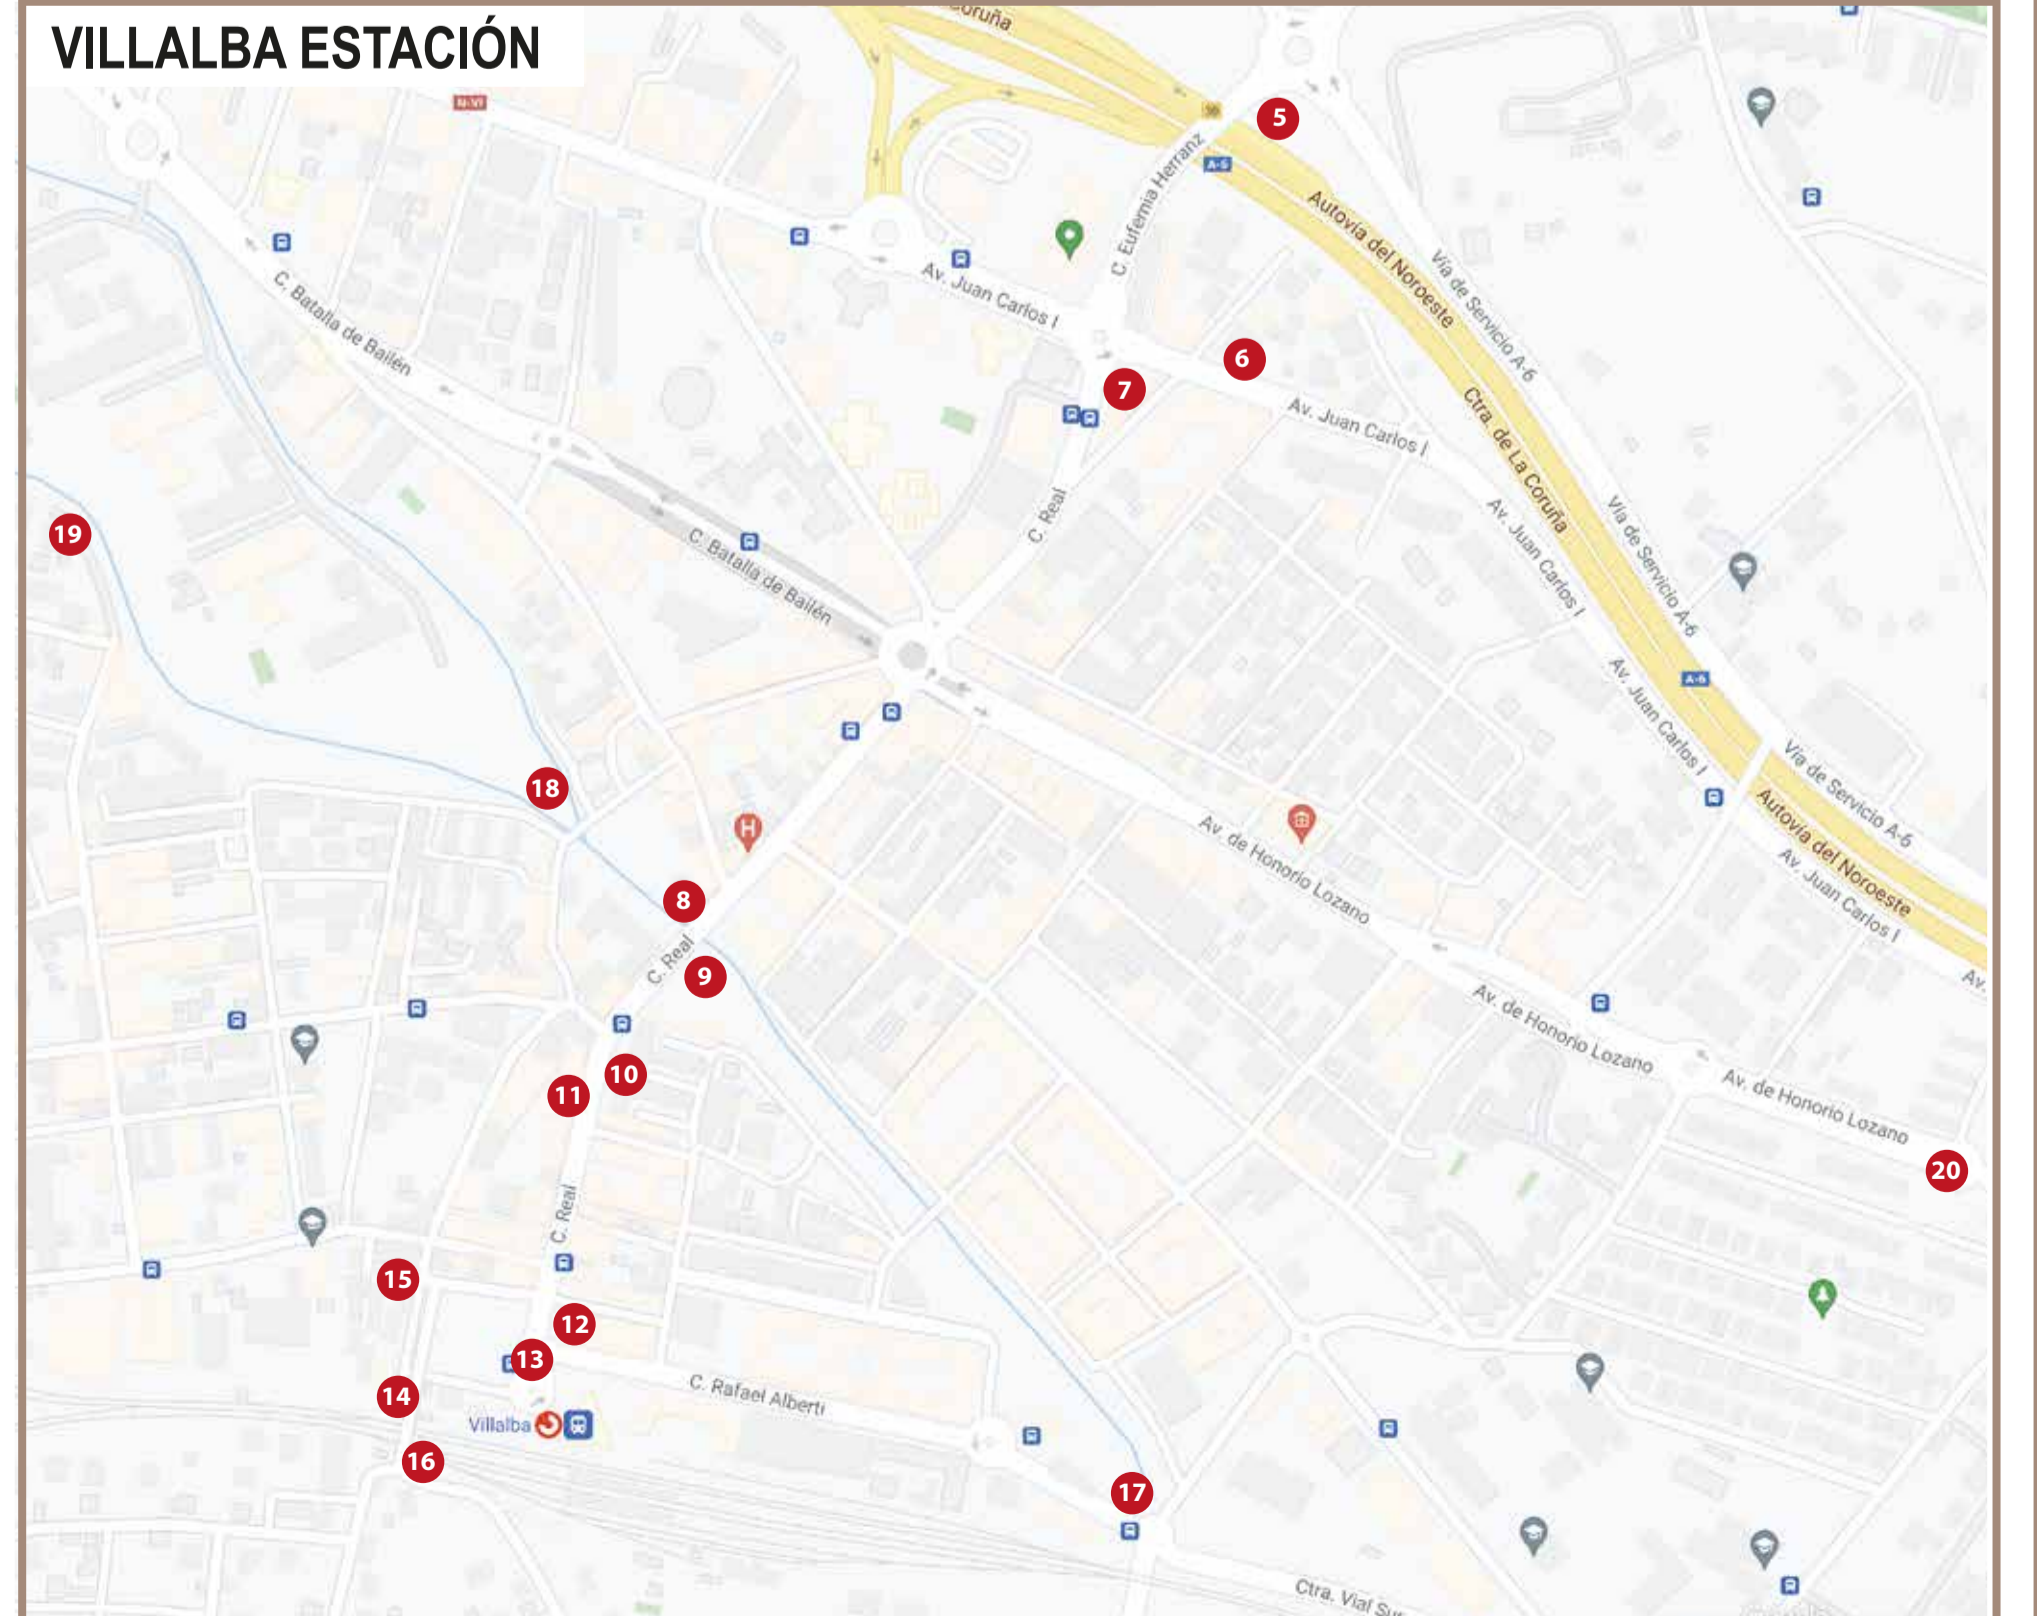 VILLALBA ESTACIÓN
Coruña
N-VI
5
A-6
C. Eufemia Herranz
Autovía del Noroeste
Vía de Servicio A-6
Av. Juan Carlos I
C. Batalla de Bailén
6
7
Av. Juan Carlos I
Ctra. de La Coruña
C. Real
Av. Juan Carlos I
Vía de Servicio A-6
19
C. Batalla de Bailén
A-6
Av. Juan Carlos I
Vía de Servicio A-6
18
H
Autovía del Noroeste
Av. de Honorio Lozano
Av. Juan Carlos I
8
C. Real
9
Av.
Av. de Honorio Lozano
10
11
Av. de Honorio Lozano
20
C. Real
15
12
13
14
C. Rafael Alberti
Villalba
16
17
Ctra. Vial Sur